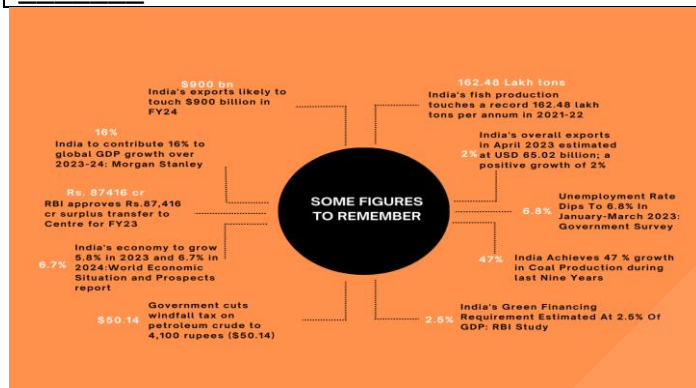 $900 bn
India's exports likely to
touch $900 billion in
FY24
16%
India to contribute 16% to
global GDP growth over
2023-24: Morgan Stanley
Rs. 87416 cr
RBI approves Rs.87,416
cr surplus transfer to
Centre for FY23
6.7%
India's economy to grow
5.8% in 2023 and 6.7% in
2024:World Economic
Situation and Prospects
report
$50.14
Government cuts
windfall tax on
petroleum crude to
4,100 rupees ($50.14)
SOME FIGURES
TO REMEMBER
162.48 Lakh tons
India's fish production
touches a record 162.48 lakh
tons per annum in 2021-22
2%
India's overall exports
in April 2023 estimated
at USD 65.02 billion; a
positive growth of 2%
6.8%
Unemployment Rate
Dips To 6.8% In
January-March 2023:
Government Survey
47%
India Achieves 47 % growth
in Coal Production during
last Nine Years
2.5%
India's Green Financing
Requirement Estimated At 2.5% Of
GDP: RBI Study